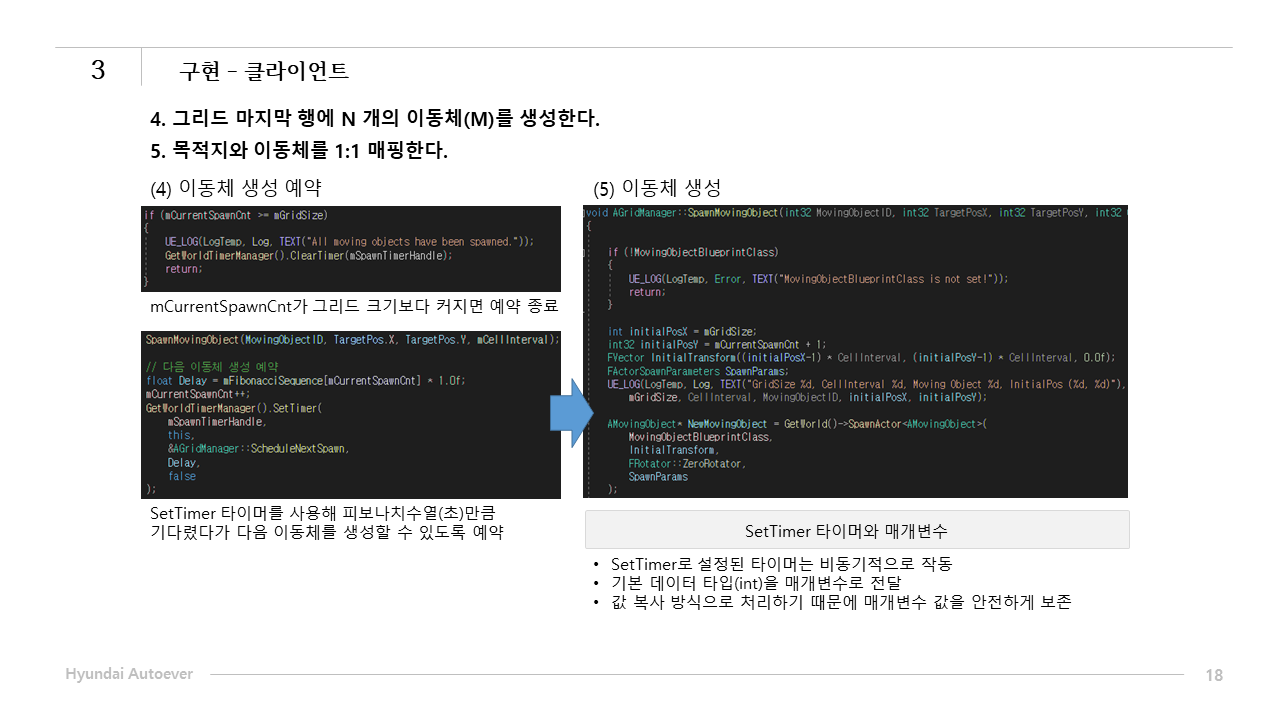 3
구현 – 클라이언트
4. 그리드 마지막 행에 N 개의 이동체(M)를 생성한다.
5. 목적지와 이동체를 1:1 매핑한다.
(4) 이동체 생성 예약
if (mCurrentSpawnCnt >= mGridSize)
{
UE_LOG(LogTemp, Log, TEXT("All moving objects have been spawned."));
GetWorldTimerManager().ClearTimer(mSpawnTimerHandle);
return;
}
mCurrentSpawnCnt가 그리드 크기보다 커지면 예약 종료
SpawnMovingObject(MovingObjectID, TargetPos.X, TargetPos.Y, mCellInterval);
// 다음 이동체 생성 예약
float Delay = mFibonacciSequence[mCurrentSpawnCnt] * 1.0f;
mCurrentSpawnCnt++;
GetWorldTimerManager().SetTimer(
mSpawnTimerHandle,
this,
&AGridManager::ScheduleNextSpawn,
Delay,
false
);
SetTimer 타이머를 사용해 피보나치수열(초)만큼
기다렸다가 다음 이동체를 생성할 수 있도록 예약
(5) 이동체 생성
void AGridManager::SpawnMovingObject(int32 MovingObjectID, int32 TargetPosX, int32 TargetPosY, int32
{
if (!MovingObjectBlueprintClass)
{
UE_LOG(LogTemp, Error, TEXT("MovingObjectBlueprintClass is not set!"));
return;
}
int initialPosX = mGridSize;
int32 initialPosY = mCurrentSpawnCnt + 1;
FVector InitialTransform((initialPosX-1) * CellInterval, (initialPosY-1) * CellInterval, 0.0f);
FActorSpawnParameters SpawnParams;
UE_LOG(LogTemp, Log, TEXT("GridSize %d, CellInterval %d, Moving Object %d, InitialPos (%d, %d)"),
mGridSize, CellInterval, MovingObjectID, initialPosX, initialPosY);
AMovingObject* NewMovingObject = GetWorld()->SpawnActor<AMovingObject>(
MovingObjectBlueprintClass,
InitialTransform,
FRotator::ZeroRotator,
SpawnParams
);
SetTimer 타이머와 매개변수
• SetTimer로 설정된 타이머는 비동기적으로 작동
• 기본 데이터 타입(int)을 매개변수로 전달
• 값 복사 방식으로 처리하기 때문에 매개변수 값을 안전하게 보존
Hyundai Autoever
18